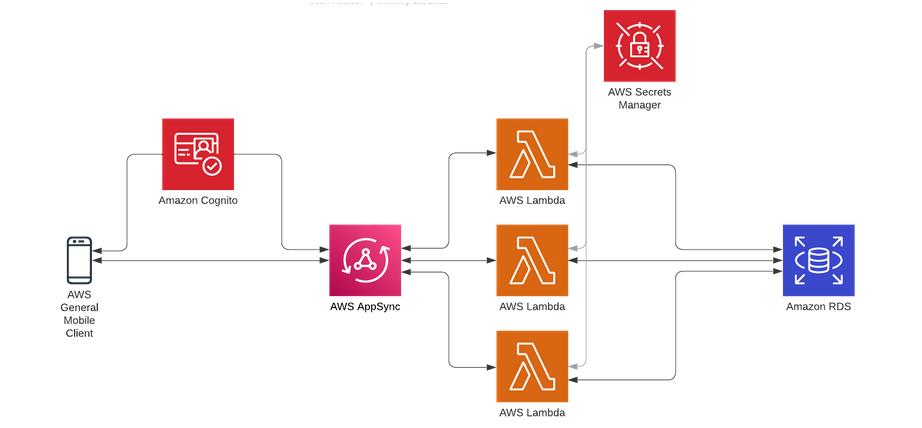 AWS Secrets
Manager
Amazon Cognito
AWS Lambda
AWS
General
Mobile
Client
AWS AppSync
AWS Lambda
Amazon RDS
AWS Lambda